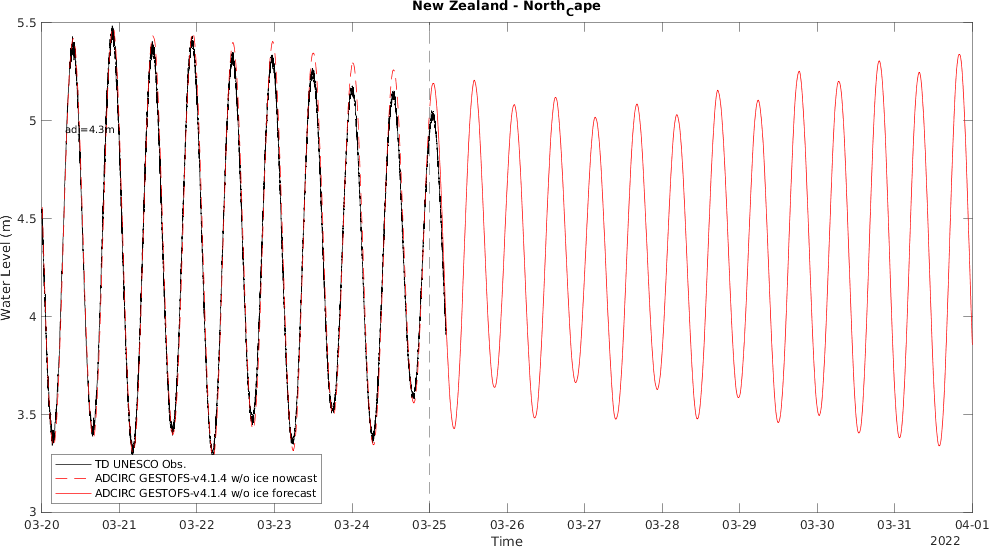 New Zealand - NorthCape
5.5
5
4.5
4
3.5
3
Water Level (m)
adj=4.3m
TD UNESCO Obs.
ADCIRC GESTOFS-v4.1.4 w/o ice nowcast
ADCIRC GESTOFS-v4.1.4 w/o ice forecast
03-20 03-21 03-22 03-23 03-24 03-25 03-26 03-27 03-28 03-29 03-30 03-31 04-01
Time
2022